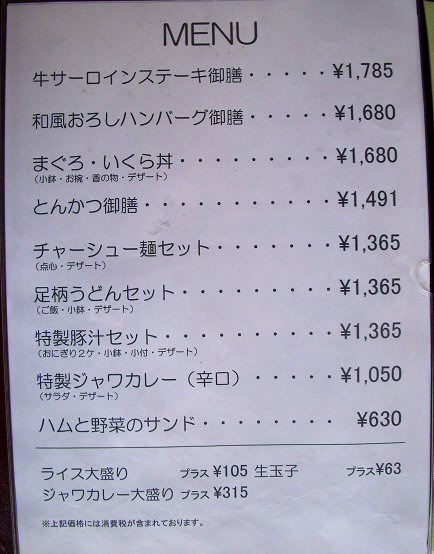 MENU
牛サーロインステーキ御膳・・・・・¥1,785
和風おろしハンバーグ御膳・・・・・¥1,680
まぐろ・いくら丼・・・・・・・・・¥1,680
(小鉢・お椀・香の物・デザート)
とんかつ御膳・・・・・・・・・・・¥1,491
チャーシュー麺セット・・・・・・・¥1,365
(点心・デザート)
足柄うどんセット・・・・・・・・・¥1,365
(ご飯・小鉢・デザート)
特製豚汁セット・・・・・・・・・・¥1,365
(おにぎり2ケ・小鉢・小付・デザート)
特製ジャワカレー(辛口)・・・・・¥1,050
(サラダ・デザート)
ハムと野菜のサンド・・・・・・・・¥630
ライス大盛り プラス ¥105 生玉子 プラス¥63
ジャワカレー大盛り プラス ¥315
※上記価格には消費税が含まれております。